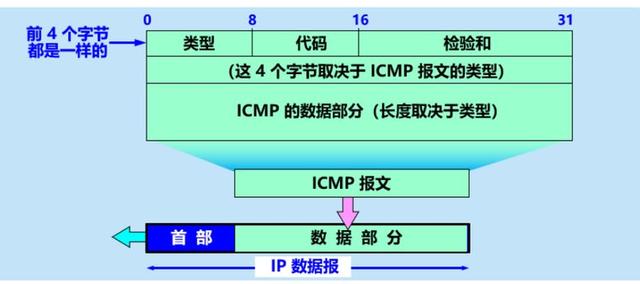 0 8 16 31
前 4 个字节
都是一样的
类型 代码 检验和
(这 4 个字节取决于 ICMP 报文的类型)
ICMP 的数据部分 (长度取决于类型)
ICMP 报文
首 部 数 据 部 分
IP 数据报